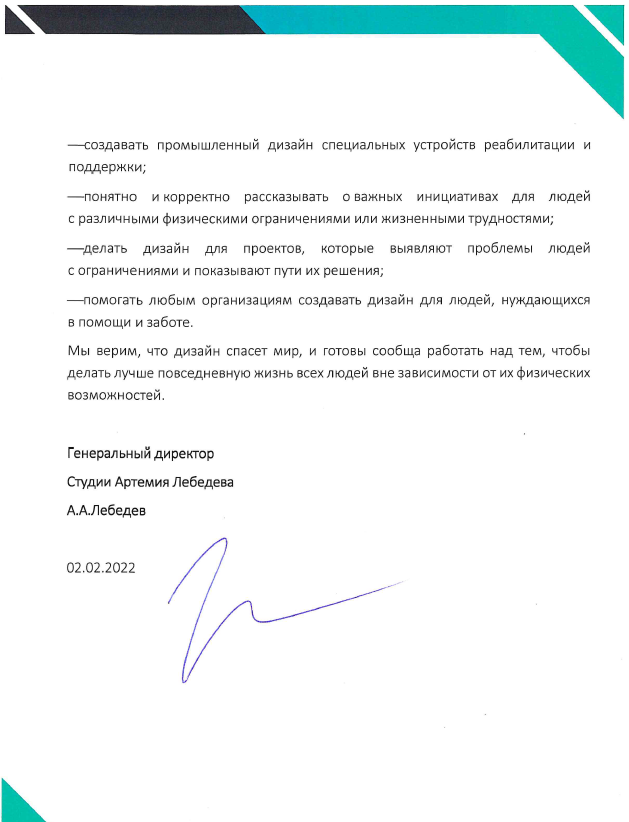 —создавать промышленный дизайн специальных устройств реабилитации и
поддержки;
—понятно и корректно рассказывать о важных инициативах для людей
с различными физическими ограничениями или жизненными трудностями;
—делать дизайн для проектов, которые выявляют проблемы людей
с ограничениями и показывают пути их решения;
—помогать любым организациям создавать дизайн для людей, нуждающихся
в помощи и заботе.
Мы верим, что дизайн спасет мир, и готовы сообща работать над тем, чтобы
делать лучше повседневную жизнь всех людей вне зависимости от их физических
возможностей.
Генеральный директор
Студии Артемия Лебедева
А.А.Лебедев
02.02.2022